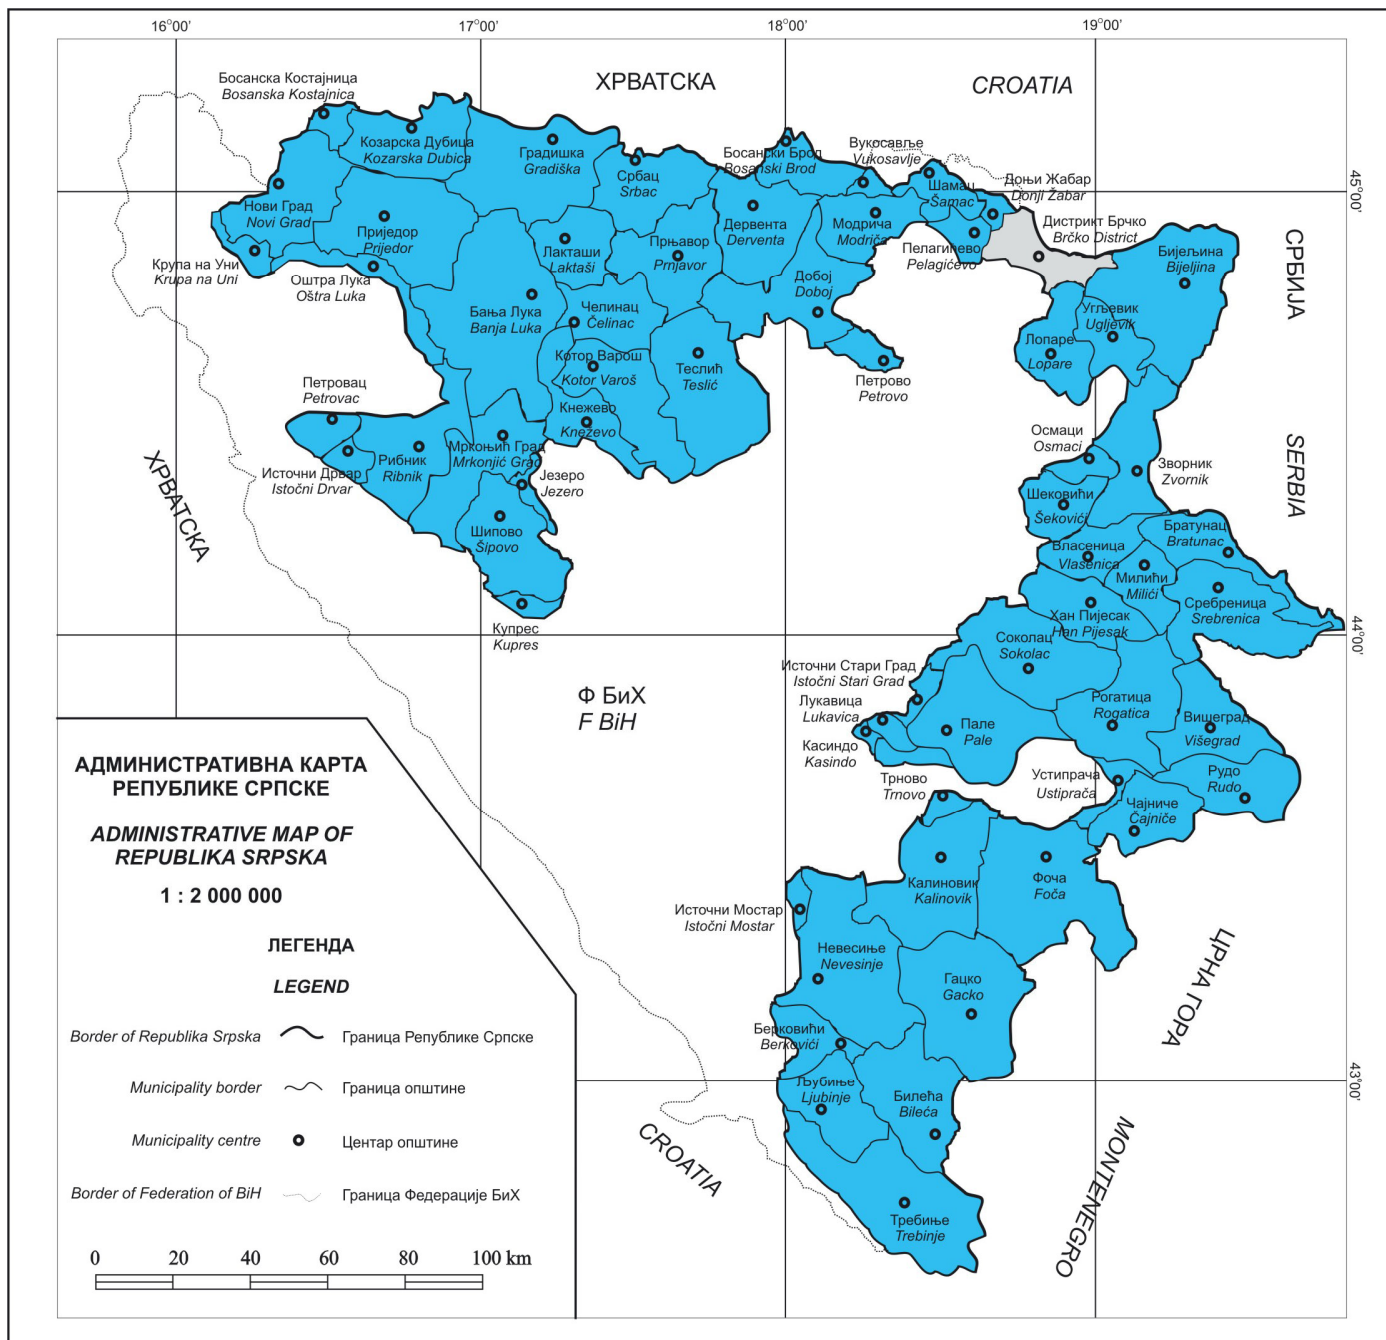 16°00'
17°00'
18°00'
19°00'
ХРВАТСКА
CROATIA
Босанска Костајница
Bosanska Kostajnica
Козарска Дубица
Kozarska Dubica
Градишка
Gradiška
Србац
Srbac
Босански Брод
Bosanski Brod
Вукосавље
Vukosavlje
Шамац
Šamac
Доњи Жабар
Donji Žabar
45°00'
Нови Град
Novi Grad
Приједор
Prijedor
Дервента
Derventa
Модрича
Modriča
Пелагићево
Pelagićevo
Дистрикт Брчко
Brčko District
Бијељина
Bijeljina
СРБИЈА
Крупа на Уни
Krupa na Uni
Оштра Лука
Oštra Luka
Лакташи
Laktaši
Прњавор
Prnjavor
Добој
Doboj
Бања Лука
Banja Luka
Челинац
Čelinac
Угљевик
Ugljevik
Лопаре
Lopare
Котор Варош
Kotor Varoš
Теслић
Teslić
Петрово
Petrovo
Петровац
Petrovac
Кнежево
Kneževo
Осмаци
Osmaci
SERBIA
Мркоњић Град
Mrkonjić Grad
Рибник
Ribnik
Источни Дрвар
Istočni Drvar
Језеро
Jezero
Зворник
Zvornik
ХРВАТСКА
Шековићи
Šekovići
Шипово
Šipovo
Братунац
Bratunac
Власеница
Vlasenica
Милићи
Milići
Сребреница
Srebrenica
Хан Пијесак
Han Pijesak
Купрес
Kupres
44°00'
Соколац
Sokolac
Источни Стари Град
Istočni Stari Grad
Ф БиХ
F BiH
Лукавица
Lukavica
Рогатица
Rogatica
Вишеград
Višegrad
Пале
Pale
Касиндо
Kasindo
Трново
Trnovo
Устипрача
Ustiprača
Рудо
Rudo
Чајниче
Čajniče
Калиновик
Kalinovik
Фоча
Foča
Источни Мостар
Istočni Mostar
Невесиње
Nevesinje
Гацко
Gacko
ЦРНА ГОРА
Берковићи
Berkovići
43°00'
Љубиње
Ljubinje
Билећа
Bileća
CROATIA
MONTENEGRO
Требиње
Trebinje
АДМИНИСТРАТИВНА КАРТА
РЕПУБЛИКЕ СРПСКЕ
ADMINISTRATIVE MAP OF
REPUBLIKA SRPSKA
1 : 2 000 000
ЛЕГЕНДА
LEGEND
Border of Republika Srpska Граница Републике Српске
Municipality border Граница општине
Municipality centre Центар општине
Border of Federation of BiH Граница Федерације БиХ
0 20 40 60 80 100 km